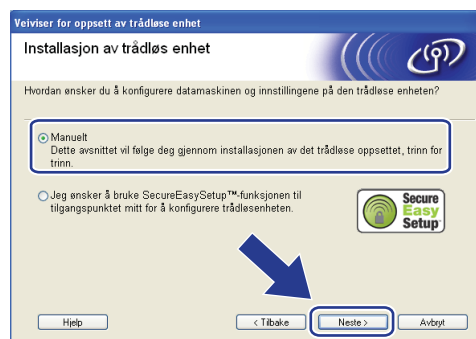 Veiviser for oppsett av trådløse enhet
Installasjon av trådløs enhet
Hvordan ønsker du å konfigurere datamaskinen og innstillingene på den trådløse enheten?
Manuelt
Dette avsnittet vil følge deg gjennom installasjonen av det trådløse oppsettet, trinn for
trinn.
Jeg ønsker å bruke SecureEasySetup™-funksjonen til
tilgangspunktet mitt for å konfigurere trådløsenheten.
Secure
Easy
Setup
Hjelp
< Tilbake
Neste >
Avbryt